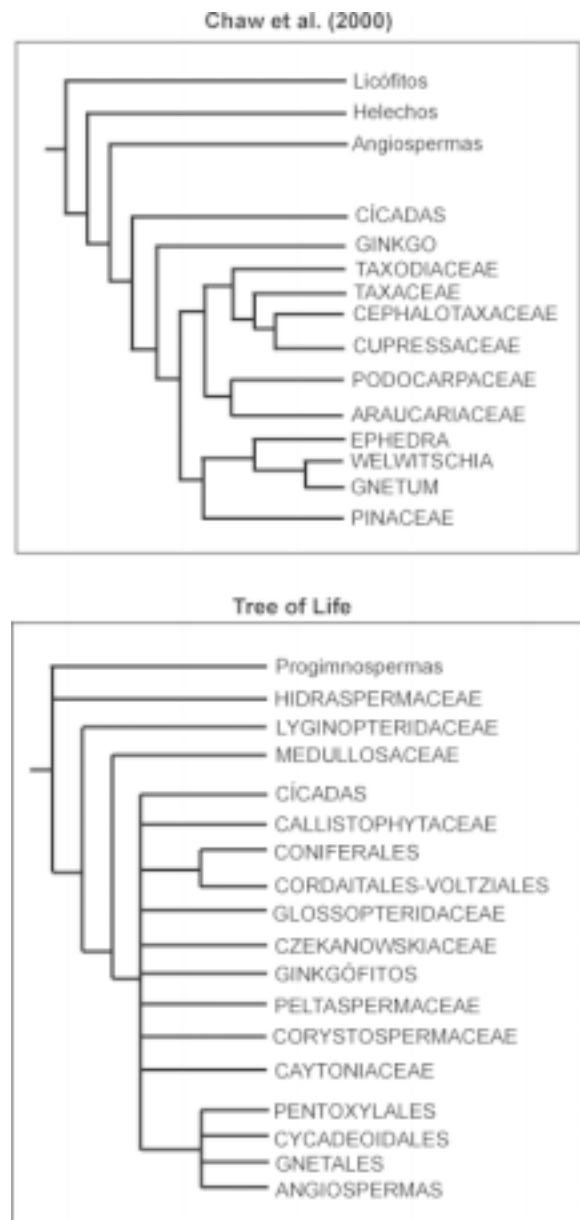 Chaw et al. (2000)
Licófitos
Helechos
Angiospermas
CÍCADAS
GINKGO
TAXODIACEAE
TAXACEAE
CEPHALOTAXACEAE
CUPRESSACEAE
PODOCARPACEAE
ARAUCARIACEAE
EPHEDRA
WELWITSCHIA
GNETUM
PINACEAE
Tree of Life
Progimnospermas
HIDRASPERMACEAE
LYGINOPTERIDACEAE
MEDULLOSACEAE
CÍCADAS
CALLISTOPHYTACEAE
CONIFERALES
CORDAITALES-VOLTZIALES
GLOSSOPTERIDACEAE
CZEKANOWSKIACEAE
GINKGÓFITOS
PELTASPERMACEAE
CORYSTOSPERMACEAE
CAYTONIACEAE
PENTOXYLALES
CYCADEOIDALES
GNETALES
ANGIOSPERMAS